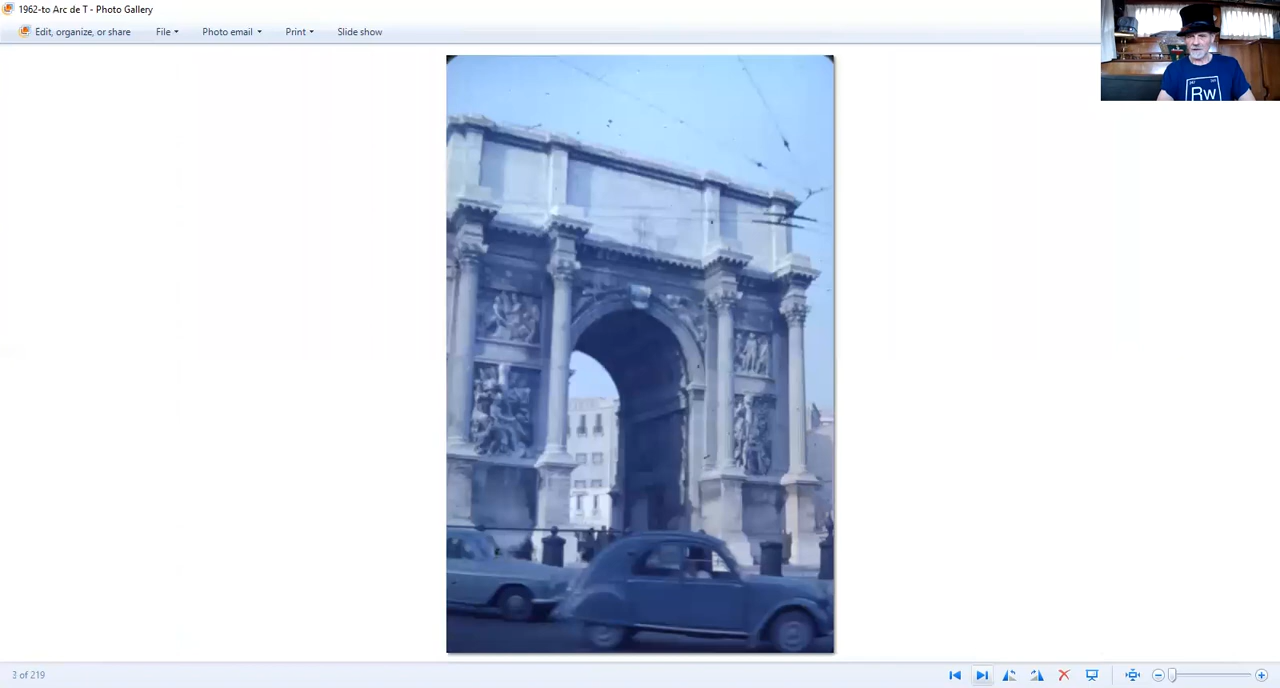 1962-to Arc de T - Photo Gallery
Edit, organize, or share File Photo email Print Slide show
Rw
3 of 219